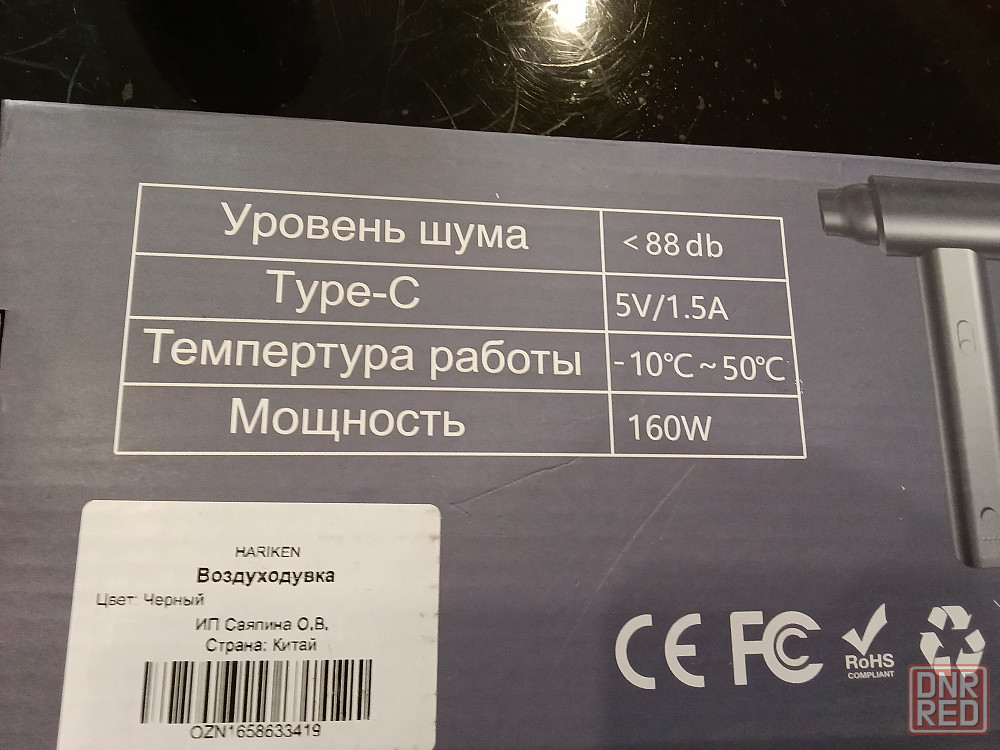 Уровень шума < 88 db
Type-C 5V/1.5A
Темпертура работы -10℃ ~ 50℃
Мощность 160W
HARIKEN
Воздуходувка
Цвет: Черный
ИП Саяпина О.В.
Страна: Китай
OZN1658633419
CE FC RoHS
COMPLIANT
DNR
RED